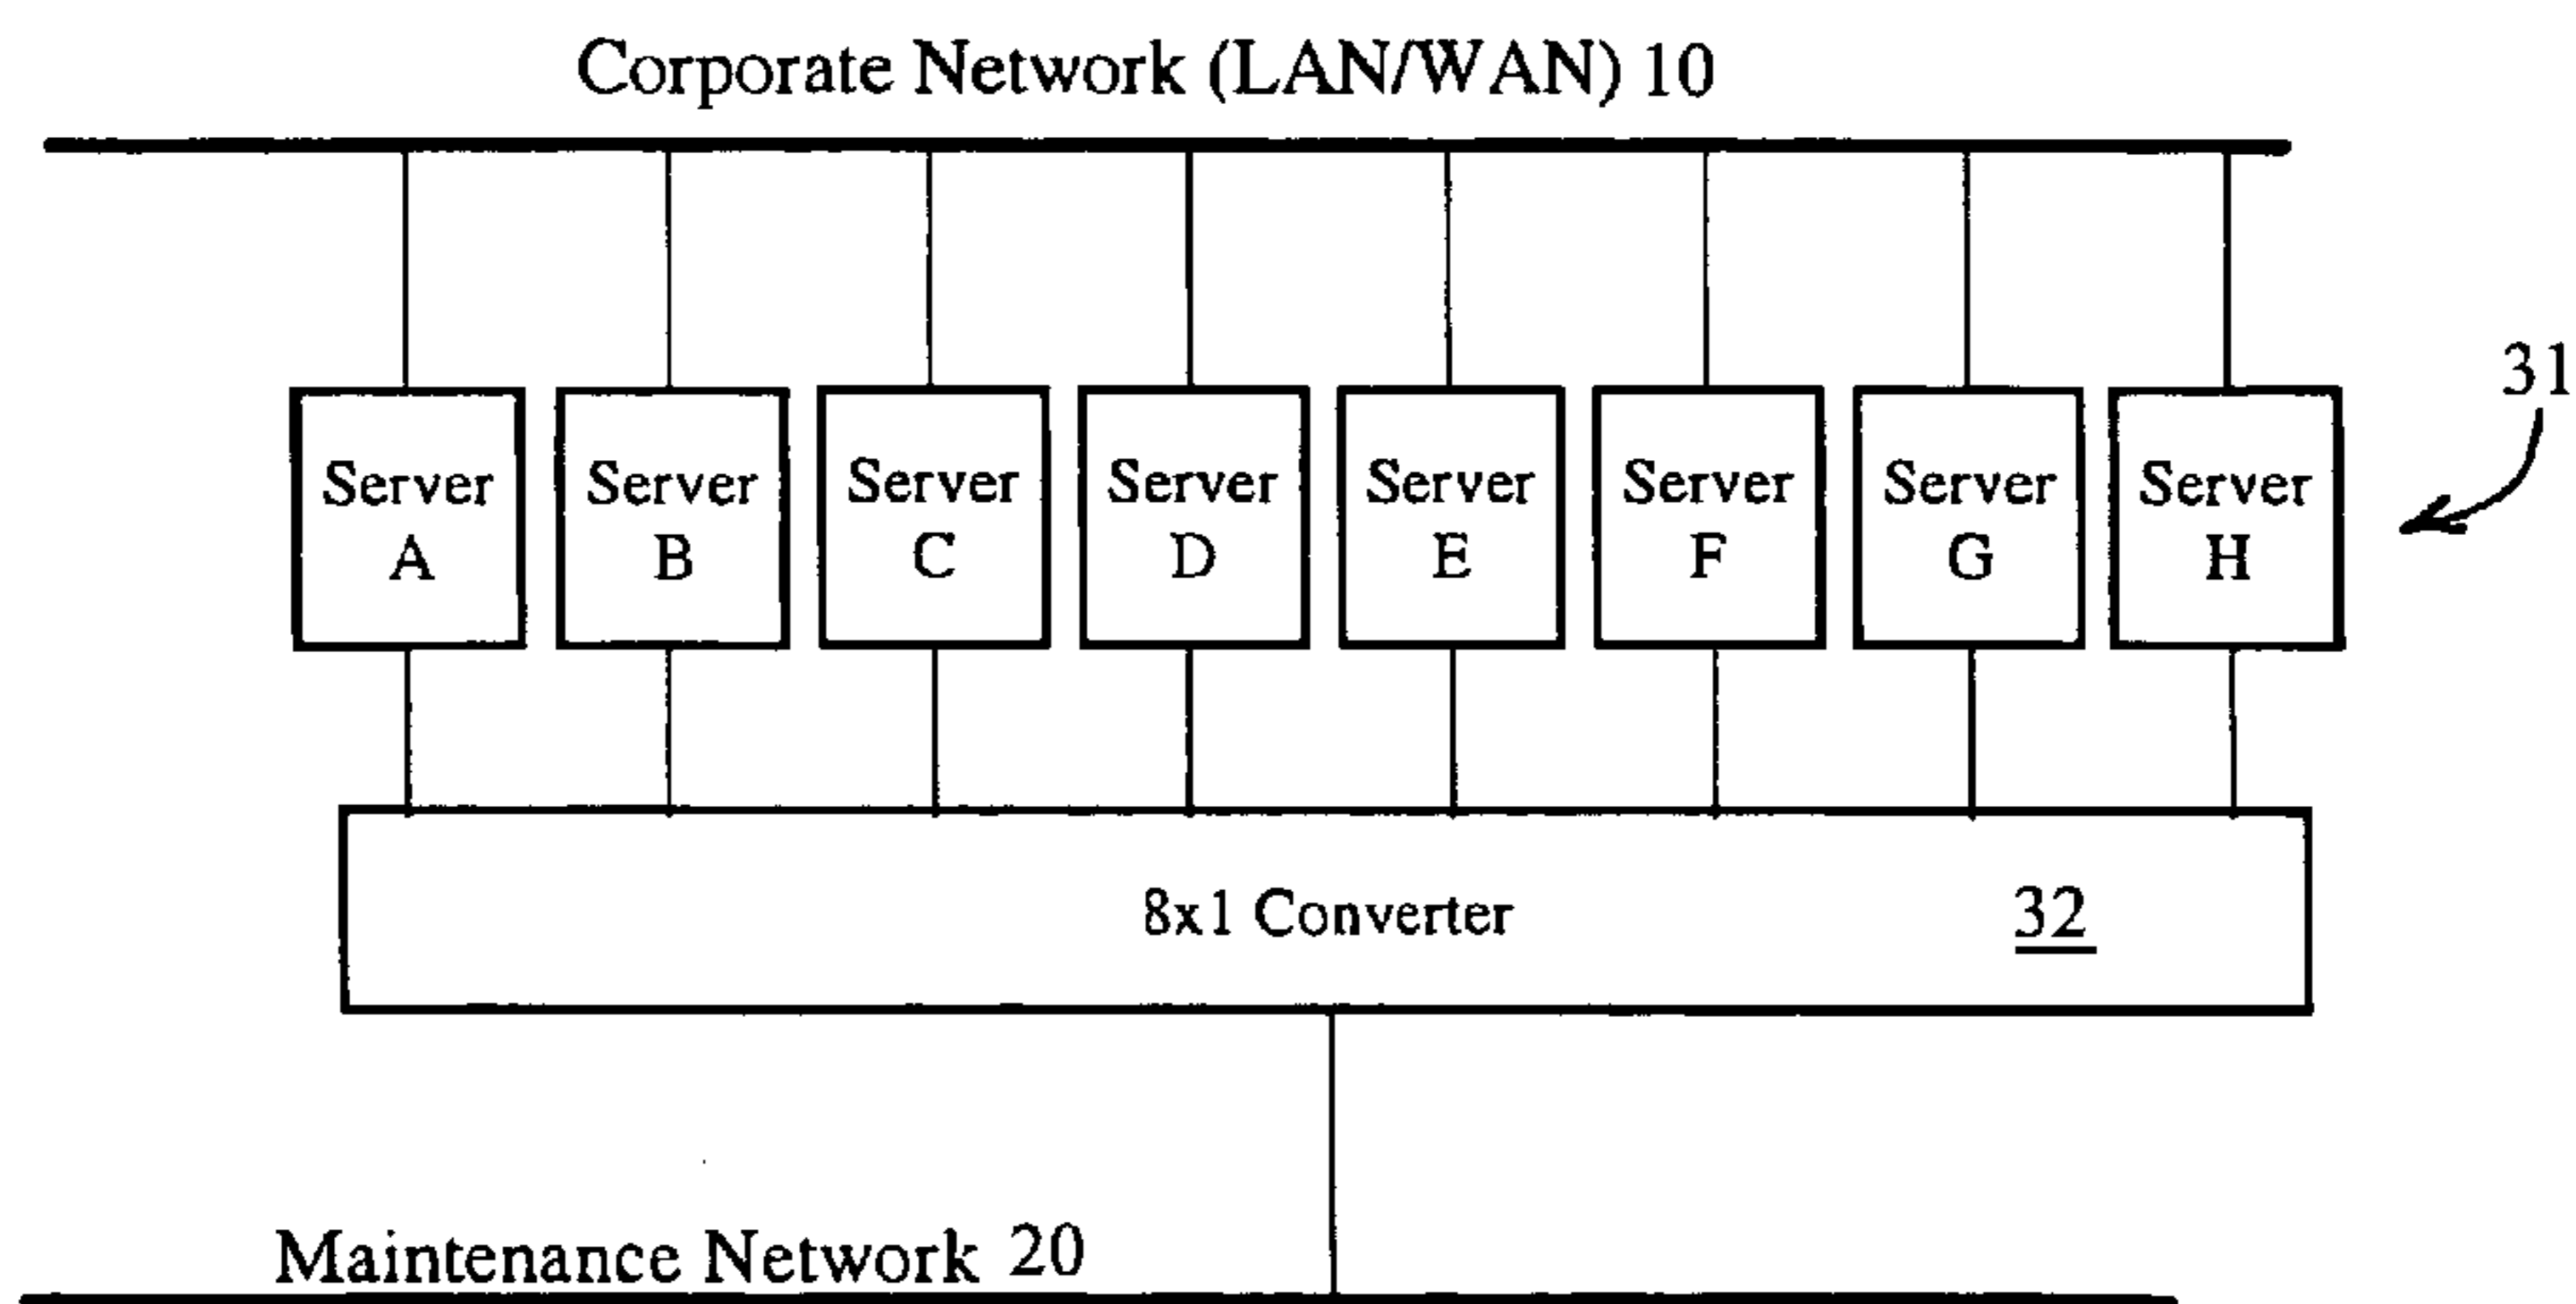 Corporate Network (LAN/WAN) 10
31
Server
A
Server
B
Server
C
Server
D
Server
E
Server
F
Server
G
Server
H
8x1 Converter
32
Maintenance Network 20